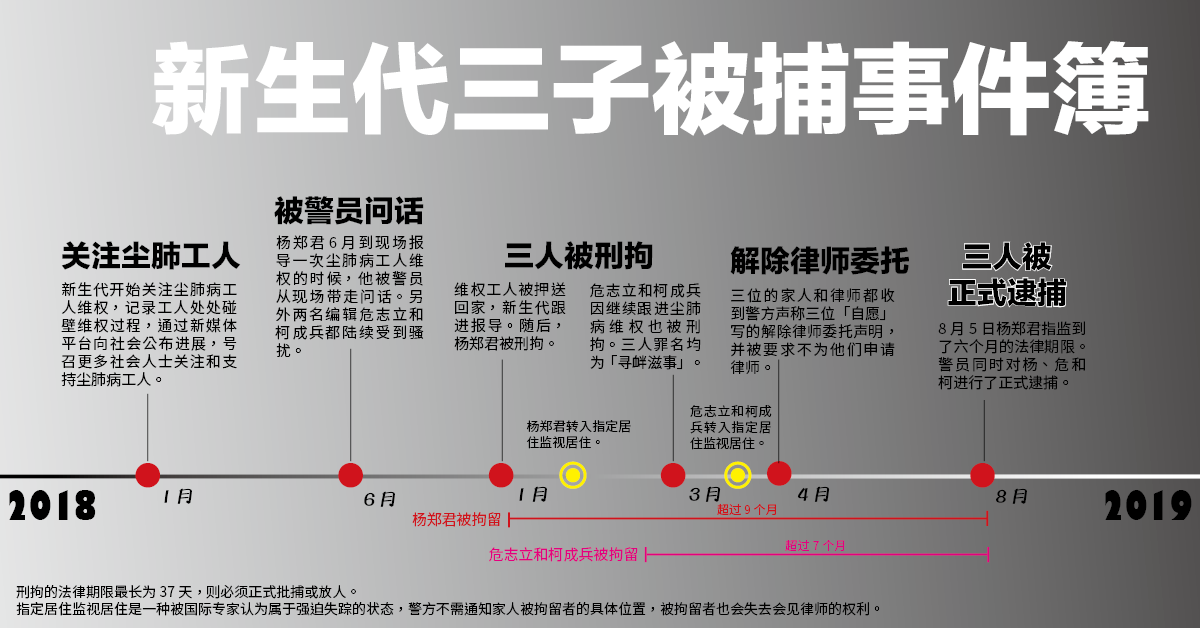 新生代三子被捕事件簿
关注尘肺工人
新生代开始关注尘肺病工
人维权，记录工人处处碰
壁维权过程，通过新媒体
平台向社会公布进展，号
召更多社会人士关注和支
持尘肺病工人。
被警员问话
杨郑君6月到现场报
导一次尘肺病工人维
权的时候，他被警员
从现场带走问话。另
外两名编辑危志立和
柯成兵都陆续受到骚
扰。
三人被刑拘
维权工人被押送
回家，新生代跟
进报导。随后，
杨郑君被刑拘。
危志立和柯成兵
因继续跟进尘肺
病维权也被刑
拘。三人罪名均
为「寻衅滋事」。
解除律师委托
三位的家人和律师都收
到警方声称三位「自愿」
写的解除律师委托声明，
并被要求不为他们申请
律师。
三人被
正式逮捕
8月5日杨郑君指监到
了六个月的法律期限。
警员同时对杨、危和
柯进行了正式逮捕。
杨郑君转入指定居
住监视居住。
危志立和柯成
兵转入指定居
住监视居住。
2018
1月
6月
1月
3月
4月
8月
2019
杨郑君被拘留
超过9个月
危志立和柯成兵被拘留
超过7个月
刑拘的法律期限最长为37天，则必须正式批捕或放人。
指定居住监视居住是一种被国际专家认为属于强迫失踪的状态，警方不需通知家人被拘留者的具体位置，被拘留者也会失去会见律师的权利。